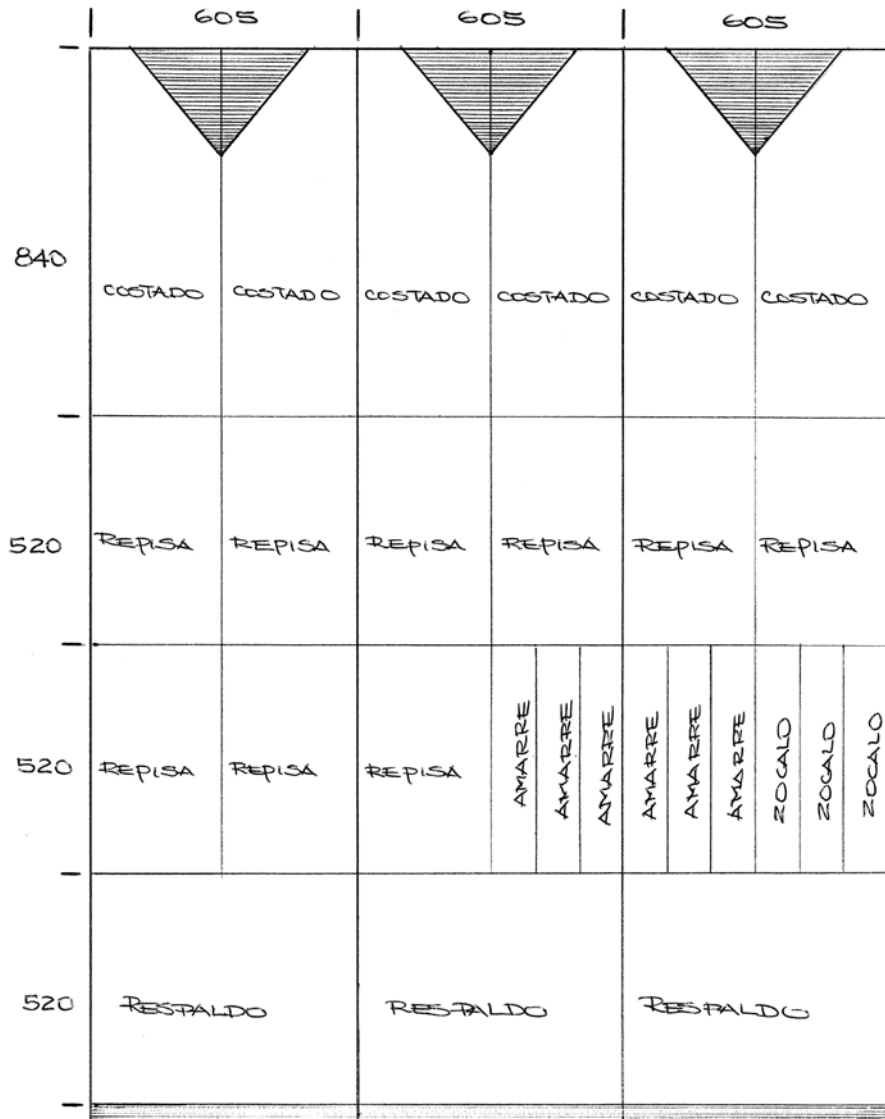 605 605 605
840
COSTADO COSTADO COSTADO COSTADO COSTADO COSTADO
520
REPISA REPISA REPISA REPISA REPISA REPISA
520
REPISA REPISA REPISA AMARRE AMARRE AMARRE AMARRE AMARRE AMARRE ZOCALO ZOCALO ZOCALO
520
RESPALDO RESPALDO RESPALDO